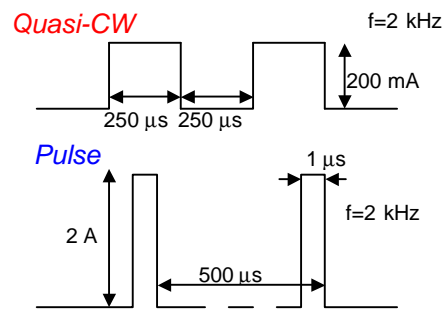 Quasi-CW
f=2 kHz
200 mA
250 μs 250 μs
Pulse
1 μs
2 A
f=2 kHz
500 μs